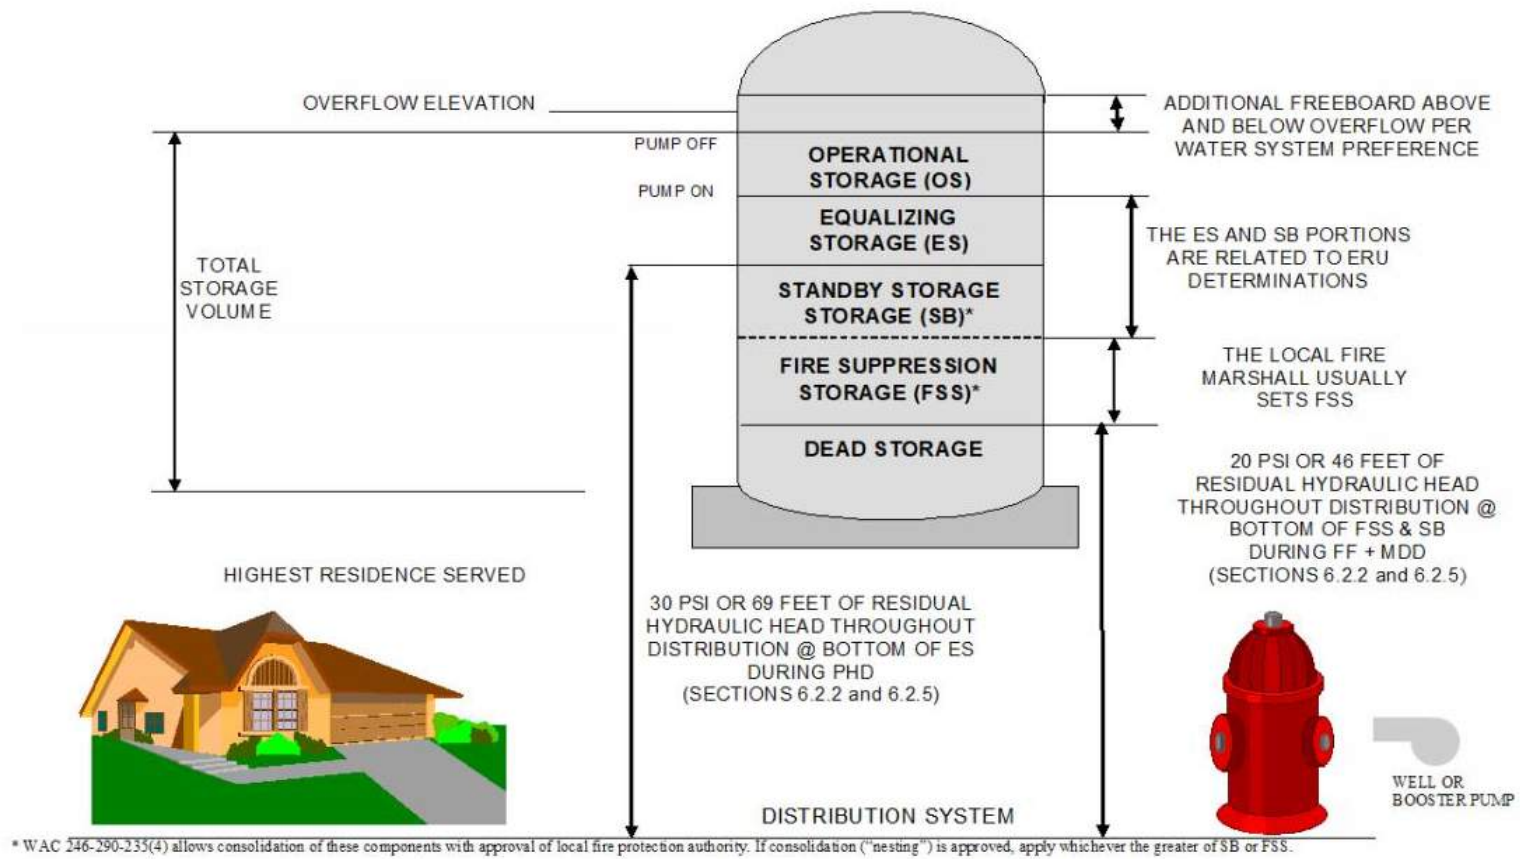 OVERFLOW ELEVATION
ADDITIONAL FREEBOARD ABOVE
AND BELOW OVERFLOW PER
WATER SYSTEM PREFERENCE
PUMP OFF
OPERATIONAL
STORAGE (OS)
PUMP ON
EQUALIZING
STORAGE (ES)
THE ES AND SB PORTIONS
ARE RELATED TO ERU
DETERMINATIONS
TOTAL
STORAGE
VOLUME
STANDBY STORAGE
STORAGE (SB)*
FIRE SUPPRESSION
STORAGE (FSS)*
THE LOCAL FIRE
MARSHALL USUALLY
SETS FSS
DEAD STORAGE
20 PSI OR 46 FEET OF
RESIDUAL HYDRAULIC HEAD
THROUGHOUT DISTRIBUTION @
BOTTOM OF FSS & SB
DURING FF + MDD
(SECTIONS 6.2.2 and 6.2.5)
HIGHEST RESIDENCE SERVED
30 PSI OR 69 FEET OF RESIDUAL
HYDRAULIC HEAD THROUGHOUT
DISTRIBUTION @ BOTTOM OF ES
DURING PHD
(SECTIONS 6.2.2 and 6.2.5)
WELL OR
BOOSTER PUMP
DISTRIBUTION SYSTEM
* WAC 246-290-235(4) allows consolidation of these components with approval of local fire protection authority. If consolidation ("nesting") is approved, apply whichever the greater of SB or FSS.